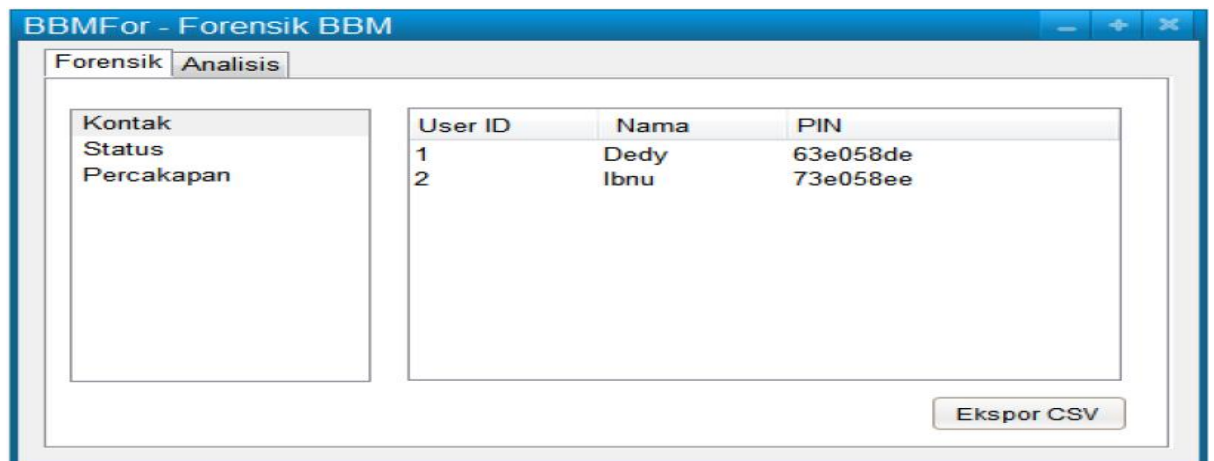 BBMFor - Forensik BBM
Forensik Analisis
Kontak
Status
Percakapan
User ID Nama PIN
1 Dedy 63e058de
2 Ibnu 73e058ee
Ekspor CSV